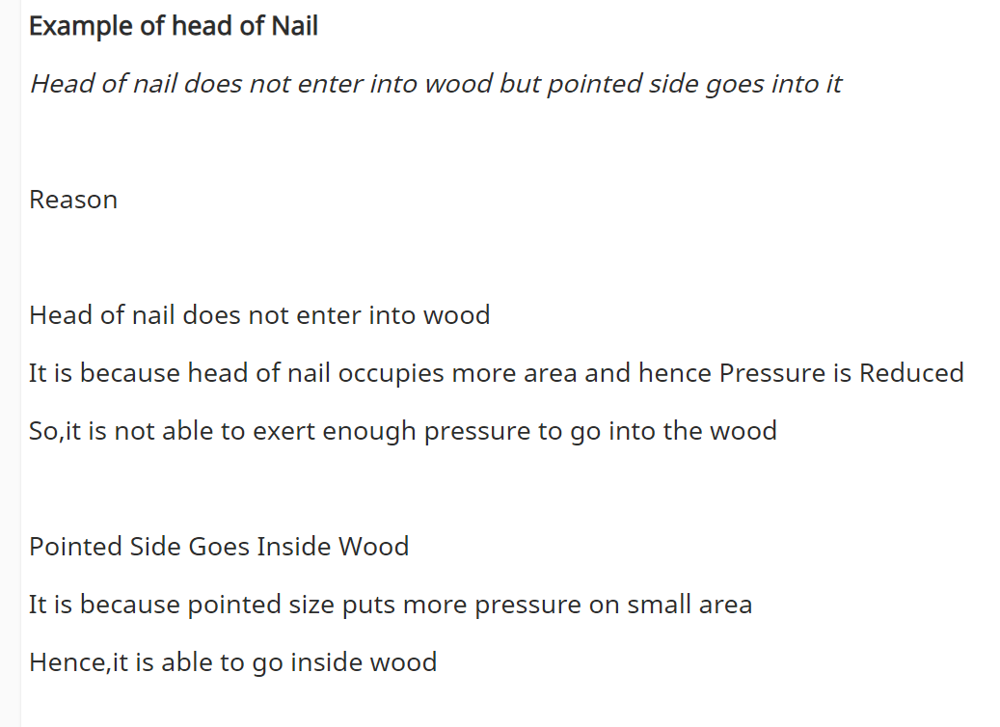 Example of head of Nail
Head of nail does not enter into wood but pointed side goes into it
Reason
Head of nail does not enter into wood
It is because head of nail occupies more area and hence Pressure is Reduced
So,it is not able to exert enough pressure to go into the wood
Pointed Side Goes Inside Wood
It is because pointed size puts more pressure on small area
Hence,it is able to go inside wood